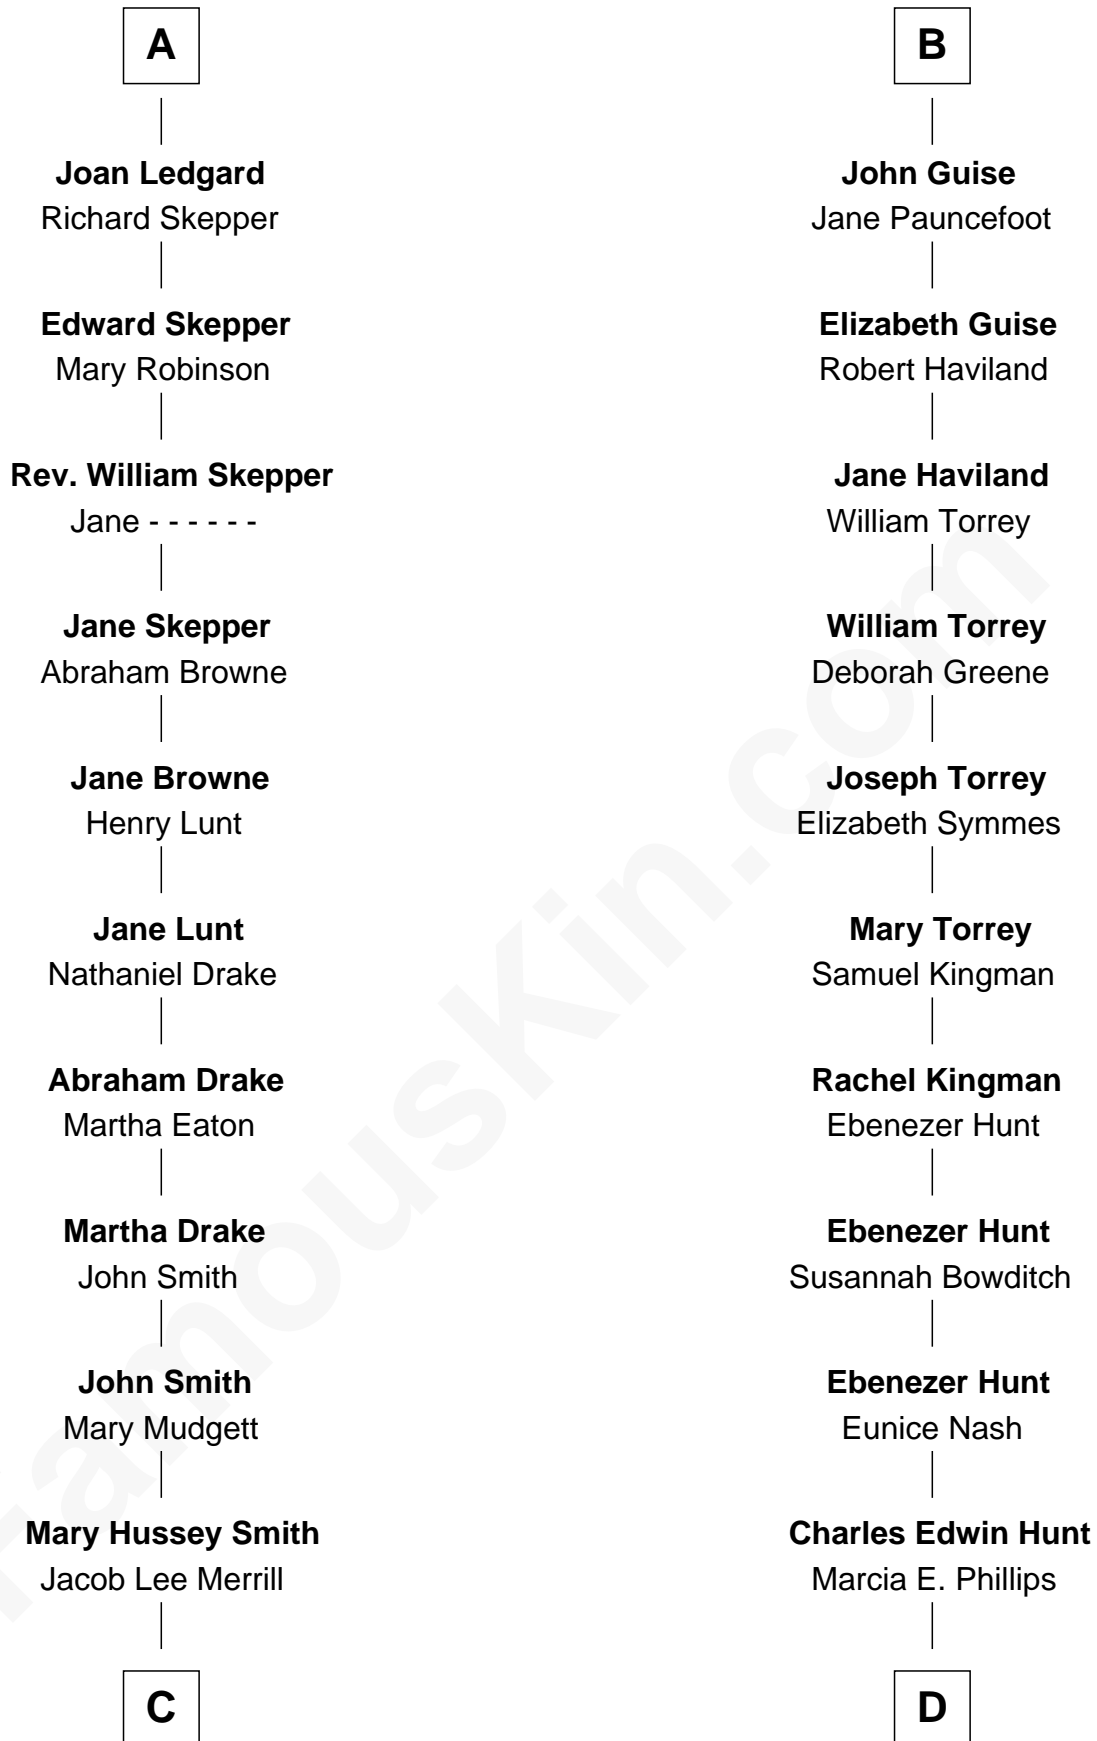 A
Joan Ledgard
Richard Skepper
Edward Skepper
Mary Robinson
Rev. William Skepper
Jane - - - - - -
Jane Skepper
Abraham Browne
Jane Browne
Henry Lunt
Jane Lunt
Nathaniel Drake
Abraham Drake
Martha Eaton
Martha Drake
John Smith
John Smith
Mary Mudgett
Mary Hussey Smith
Jacob Lee Merrill
C
B
John Guise
Jane Pauncefoot
Elizabeth Guise
Robert Haviland
Jane Haviland
William Torrey
William Torrey
Deborah Greene
Joseph Torrey
Elizabeth Symmes
Mary Torrey
Samuel Kingman
Rachel Kingman
Ebenezer Hunt
Ebenezer Hunt
Susannah Bowditch
Ebenezer Hunt
Eunice Nash
Charles Edwin Hunt
Marcia E. Phillips
D
FamousKin.com